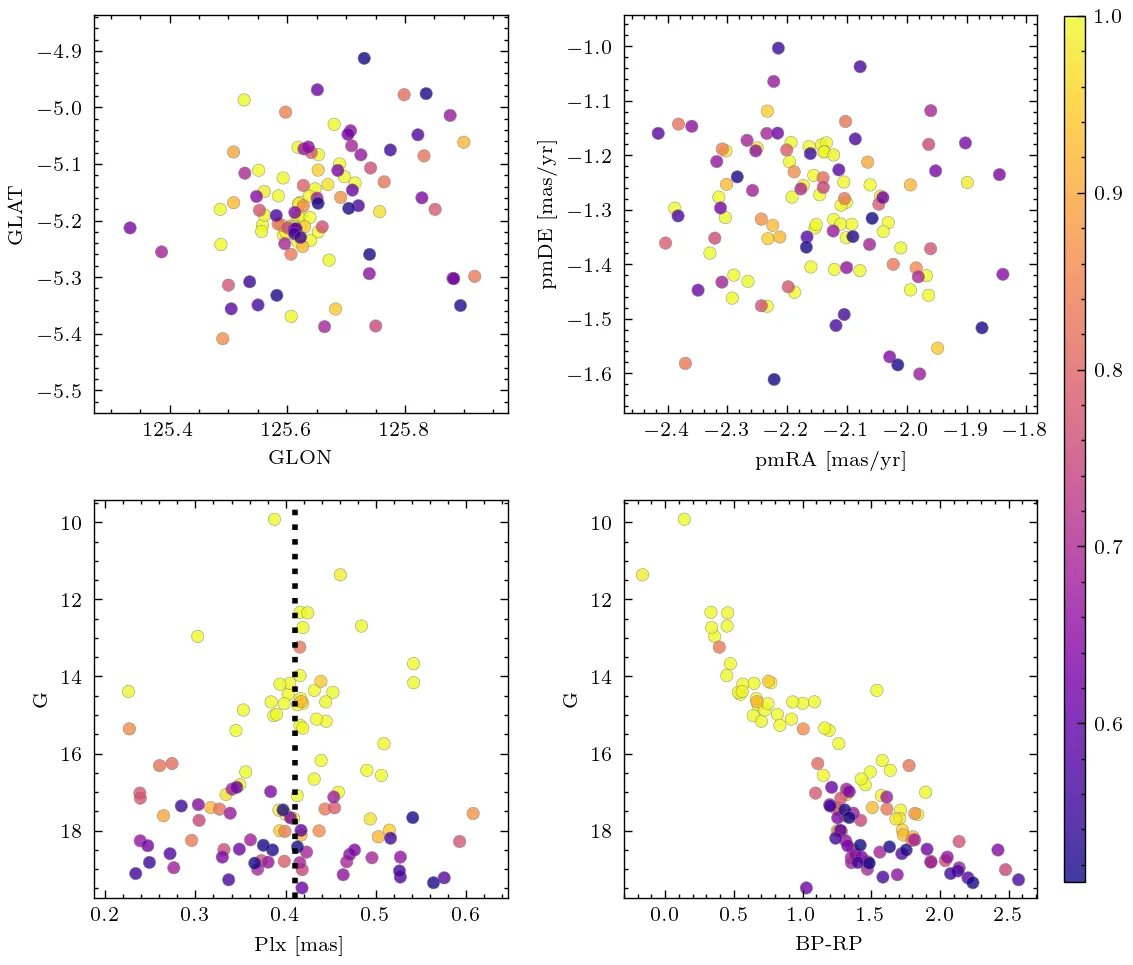 −4.9
−5.0
−5.1
−5.2
−5.3
−5.4
−5.5
GLAT
125.4 125.6 125.8
GLON
−1.0
−1.1
−1.2
−1.3
−1.4
−1.5
−1.6
pmDE [mas/yr]
−2.4 −2.3 −2.2 −2.1 −2.0 −1.9 −1.8
pmRA [mas/yr]
1.0
0.9
0.8
0.7
0.6
10
12
14
16
18
G
0.2 0.3 0.4 0.5 0.6
Plx [mas]
10
12
14
16
18
G
0.0 0.5 1.0 1.5 2.0 2.5
BP-RP